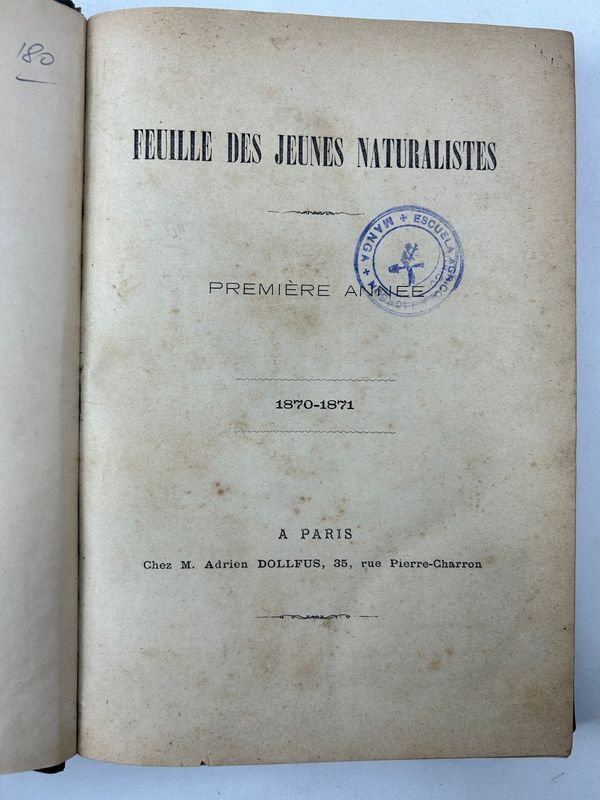 180
FEUILLE DES JEUNES NATURALISTES
PREMIÈRE ANNÉE
ESCUELA
MANGA
1870-1871
A PARIS
Chez M. Adrien DOLLFUS, 35, rue Pierre-Charron